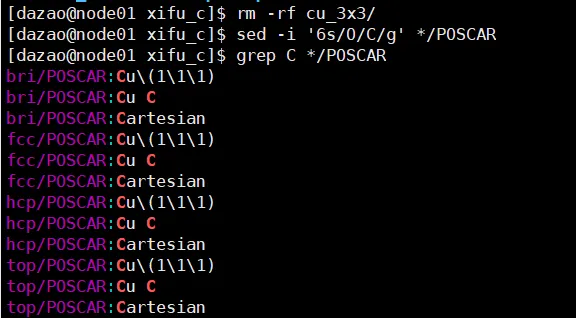 [dazao@node01 xifu_c]$ rm -rf cu_3x3/
[dazao@node01 xifu_c]$ sed -i '6s/O/C/g' */POSCAR
[dazao@node01 xifu_c]$ grep C */POSCAR
bri/POSCAR:Cu\(1\1\1)
bri/POSCAR:Cu C
bri/POSCAR:Cartesian
fcc/POSCAR:Cu\(1\1\1)
fcc/POSCAR:Cu C
fcc/POSCAR:Cartesian
hcp/POSCAR:Cu\(1\1\1)
hcp/POSCAR:Cu C
hcp/POSCAR:Cartesian
top/POSCAR:Cu\(1\1\1)
top/POSCAR:Cu C
top/POSCAR:Cartesian